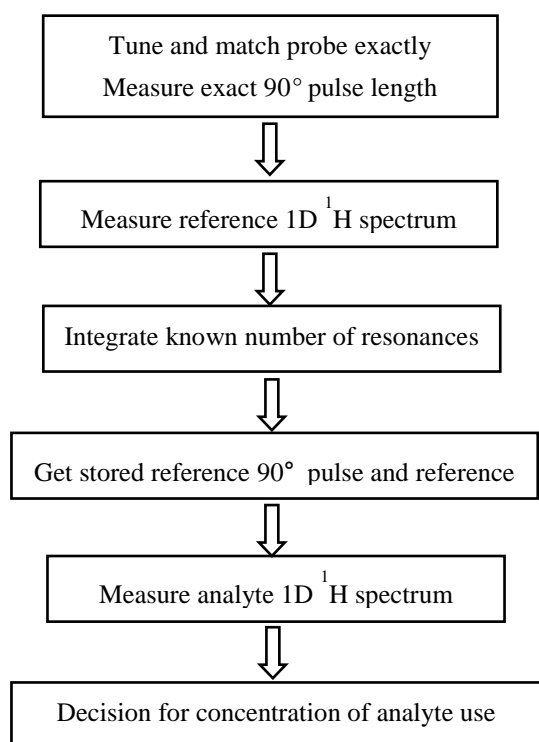 Tune and match probe exactly
Measure exact 90° pulse length
Measure reference 1D ¹H spectrum
Integrate known number of resonances
Get stored reference 90° pulse and reference
Measure analyte 1D ¹H spectrum
Decision for concentration of analyte use